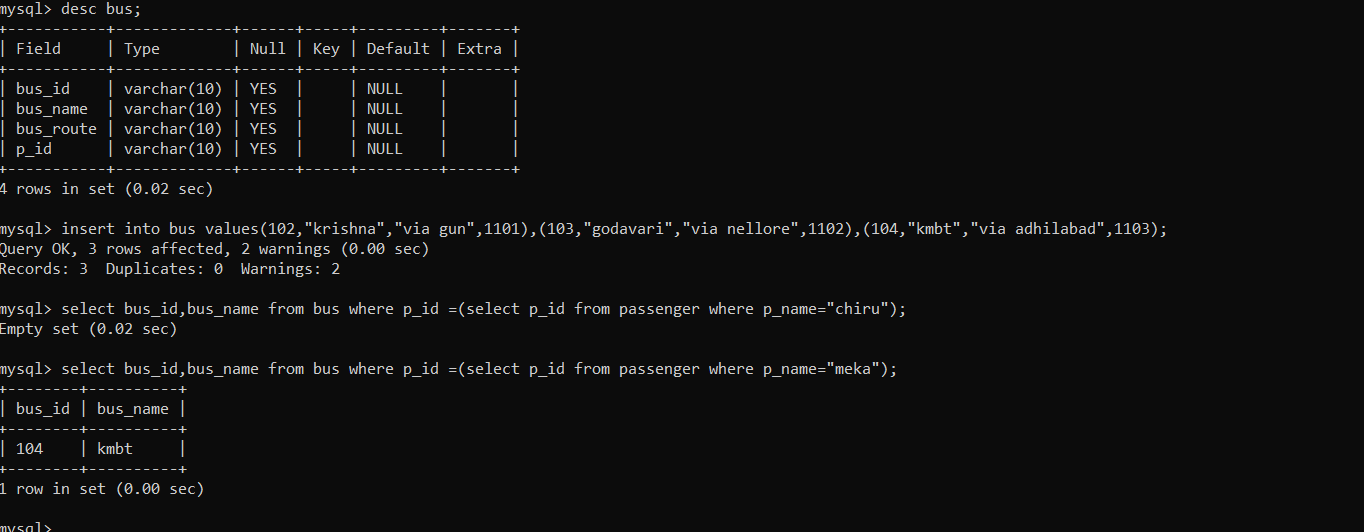 mysql> desc bus;
+-----------+-------------+------+-----+---------+-------+
| Field     | Type        | Null | Key | Default | Extra |
+-----------+-------------+------+-----+---------+-------+
| bus_id    | varchar(10) | YES  |     | NULL    |       |
| bus_name  | varchar(10) | YES  |     | NULL    |       |
| bus_route | varchar(10) | YES  |     | NULL    |       |
| p_id      | varchar(10) | YES  |     | NULL    |       |
+-----------+-------------+------+-----+---------+-------+
4 rows in set (0.02 sec)
mysql> insert into bus values(102,"krishna","via gun",1101),(103,"godavari","via nellore",1102),(104,"kmbt","via adhilabad",1103);
Query OK, 3 rows affected, 2 warnings (0.00 sec)
Records: 3  Duplicates: 0  Warnings: 2
mysql> select bus_id,bus_name from bus where p_id =(select p_id from passenger where p_name="chiru");
Empty set (0.02 sec)
mysql> select bus_id,bus_name from bus where p_id =(select p_id from passenger where p_name="meka");
+--------+----------+
| bus_id | bus_name |
+--------+----------+
| 104    | kmbt     |
+--------+----------+
1 row in set (0.00 sec)
mysql>